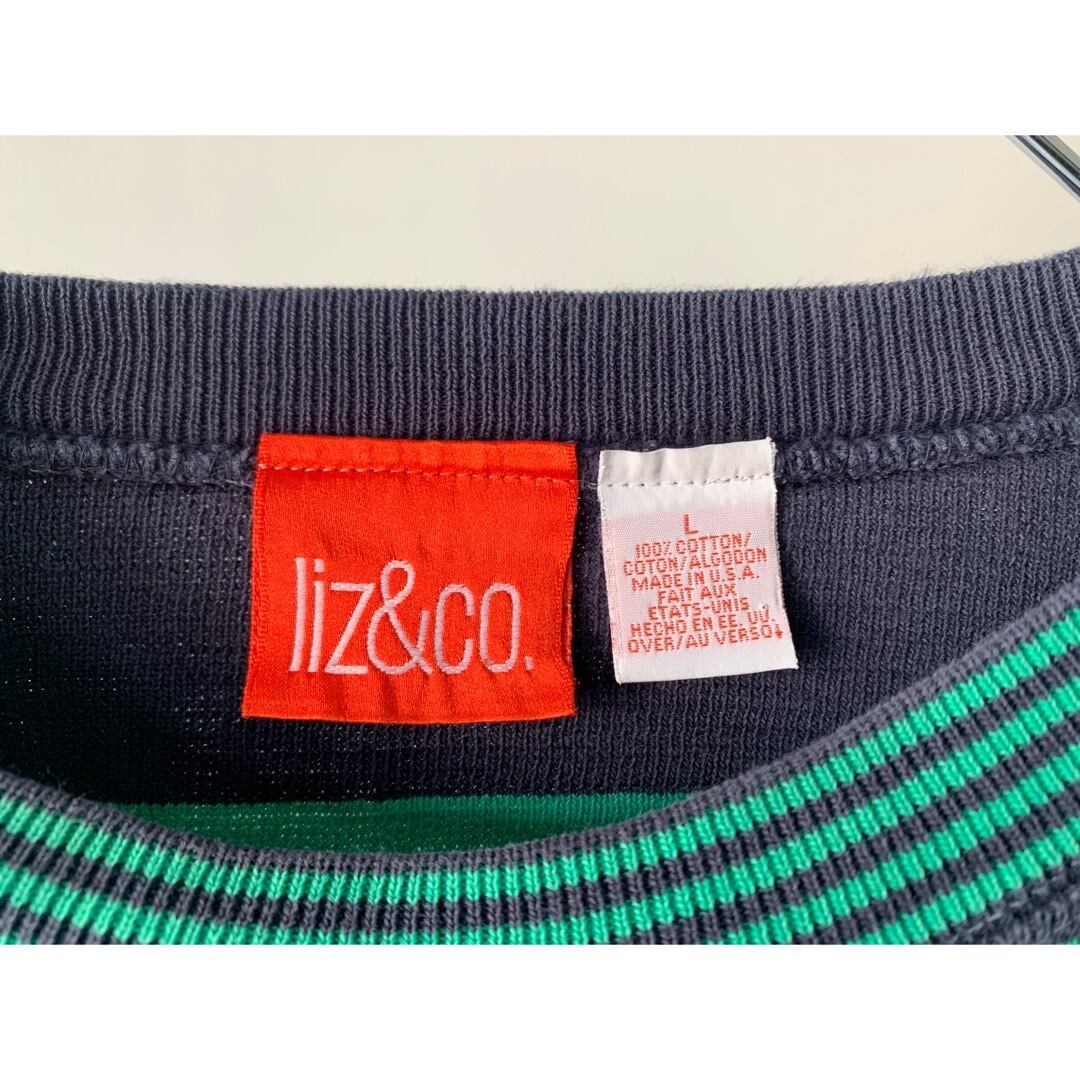 liz&co.
L
100% COTTON/
COTON/ALGODON
MADE IN U.S.A.
FAIT AUX
ETATS-UNIS
HECHO EN EE. UU.
OVER/AU VERSO↓